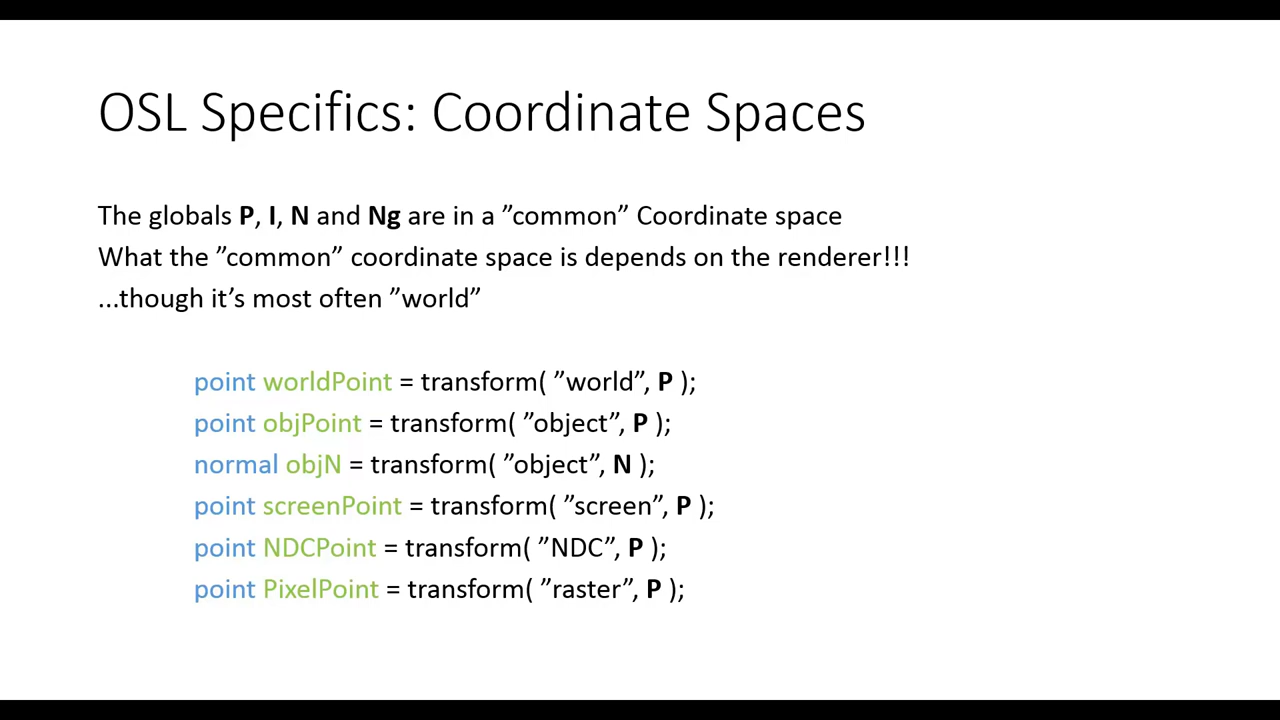 OSL Specifics: Coordinate Spaces
The globals P, I, N and Ng are in a ”common” Coordinate space
What the ”common” coordinate space is depends on the renderer!!!
...though it’s most often ”world”
point worldPoint = transform( ”world”, P );
point objPoint = transform( ”object”, P );
normal objN = transform( ”object”, N );
point screenPoint = transform( ”screen”, P );
point NDCPoint = transform( ”NDC”, P );
point PixelPoint = transform( ”raster”, P );